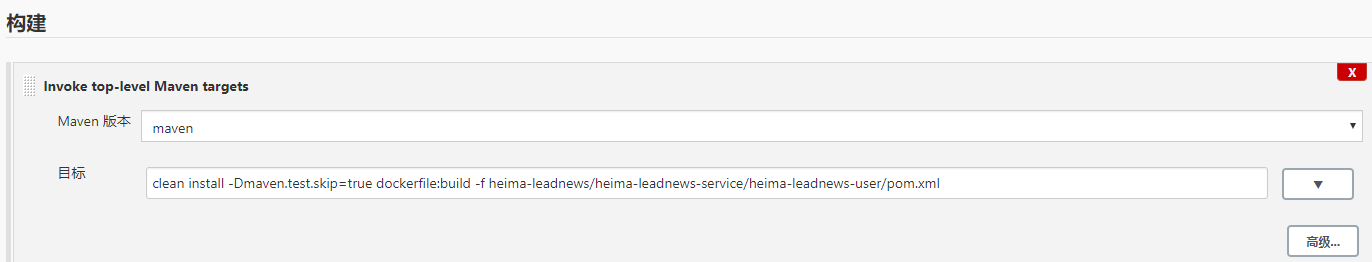 构建
X
Invoke top-level Maven targets
Maven 版本
maven
目标
clean install -Dmaven.test.skip=true dockerfile:build -f heima-leadnews/heima-leadnews-service/heima-leadnews-user/pom.xml
高级...